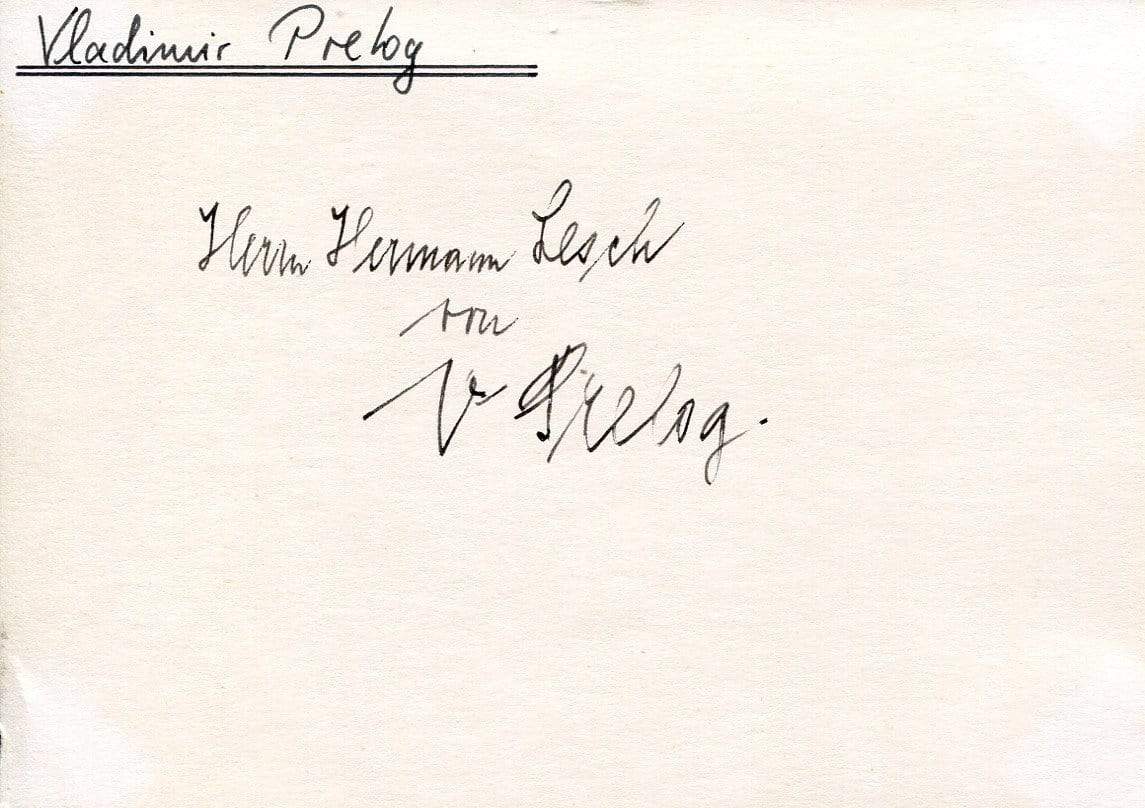 Vladimir Prelog
Herrn Hermann Lesch
von
V Prelog.